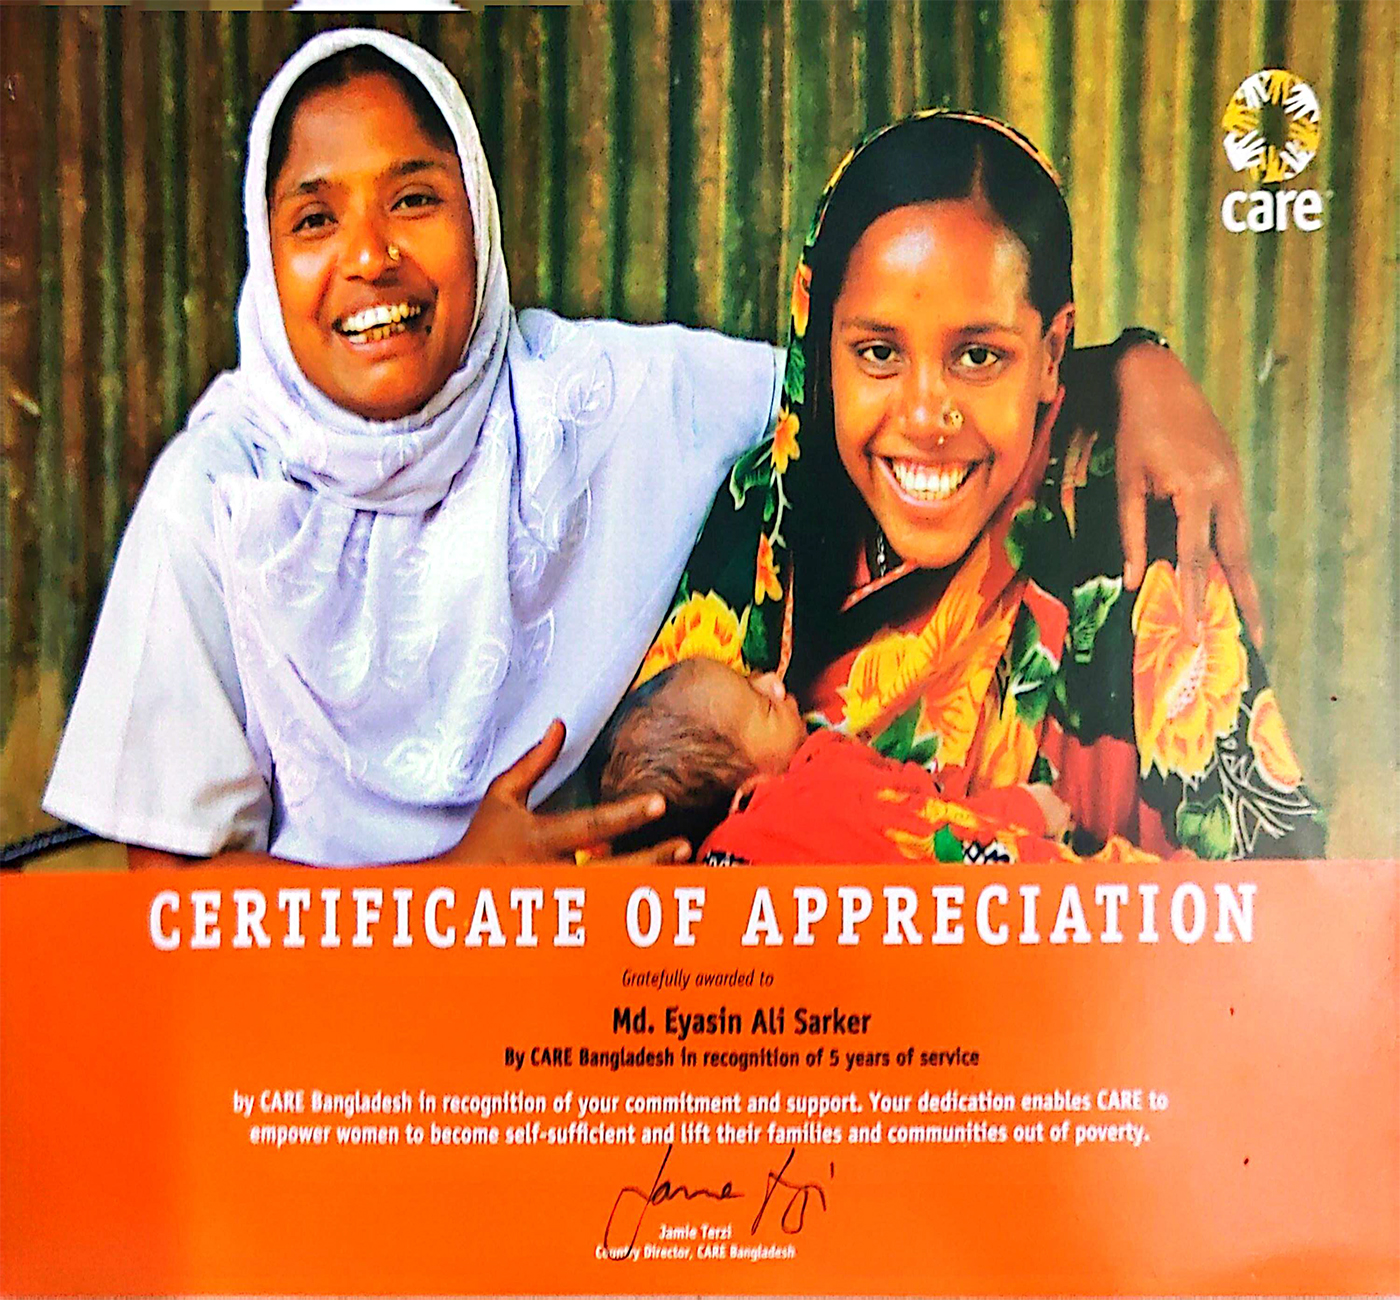 care
CERTIFICATE OF APPRECIATION
Gratefully awarded to
Md. Eyasin Ali Sarker
By CARE Bangladesh in recognition of 5 years of service
by CARE Bangladesh in recognition of your commitment and support. Your dedication enables CARE to
empower women to become self-sufficient and lift their families and communities out of poverty.
Jamie Terzi
Country Director, CARE Bangladesh